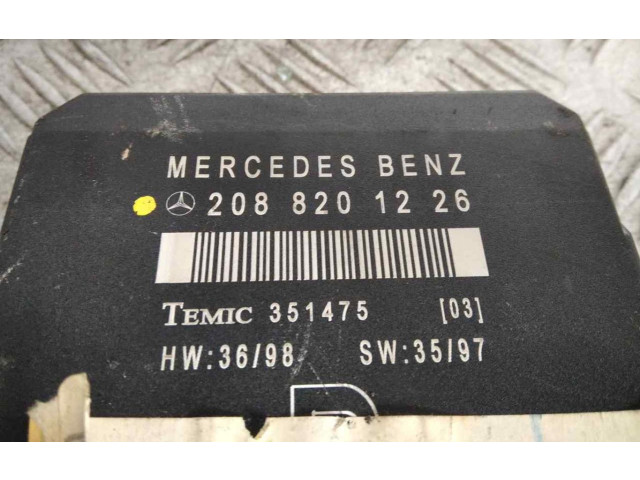 MERCEDES BENZ
208 820 12 26
TEMIC 351475 [03]
HW:36/98 SW:35/97